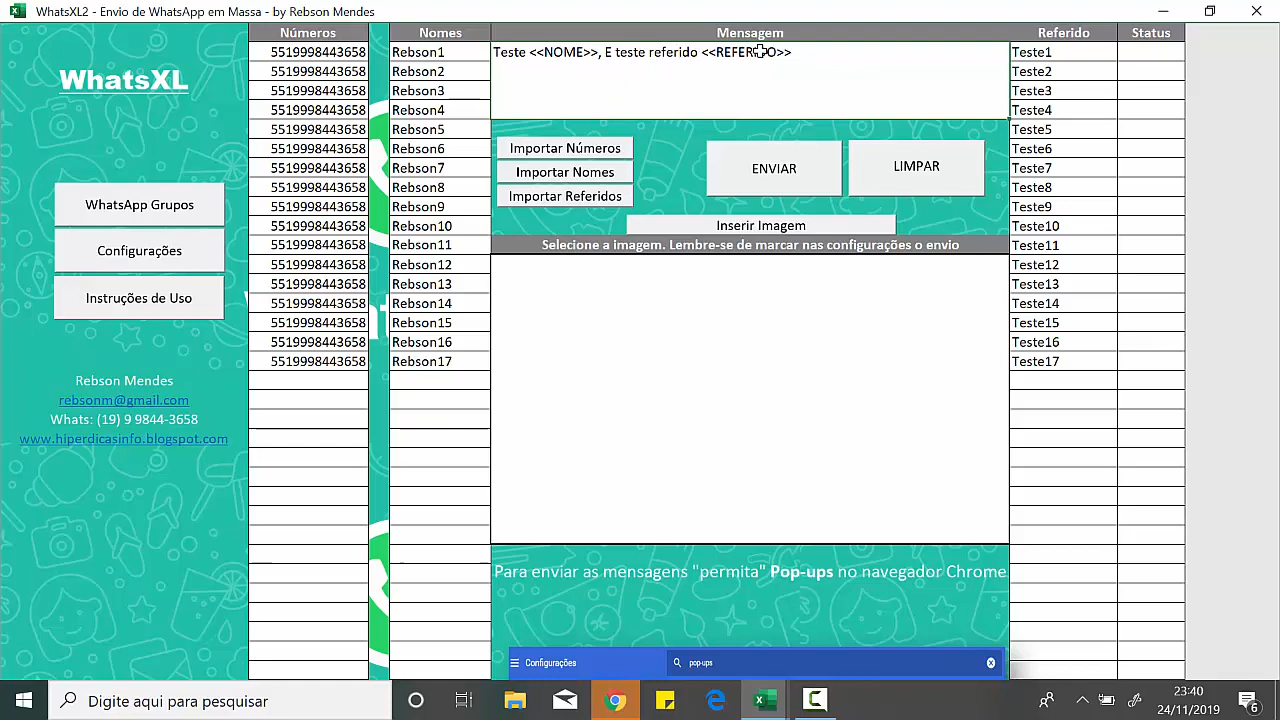 WhatsXL2 - Envio de WhatsApp em Massa - by Rebson Mendes
Números Nomes Mensagem Referido Status
WhatsXL
WhatsApp Grupos
Configurações
Instruções de Uso
Rebson Mendes
rebsonm@gmail.com
Whats: (19) 9 9844-3658
www.hiperdicasinfo.blogspot.com
5519998443658 Rebson1 Teste <<NOME>>, E teste referido <<REFERIDO>> Teste1
5519998443658 Rebson2 Teste2
5519998443658 Rebson3 Teste3
5519998443658 Rebson4 Teste4
5519998443658 Rebson5 Teste5
5519998443658 Rebson6 Teste6
5519998443658 Rebson7 Teste7
5519998443658 Rebson8 Teste8
5519998443658 Rebson9 Teste9
5519998443658 Rebson10 Teste10
5519998443658 Rebson11 Teste11
5519998443658 Rebson12 Teste12
5519998443658 Rebson13 Teste13
5519998443658 Rebson14 Teste14
5519998443658 Rebson15 Teste15
5519998443658 Rebson16 Teste16
5519998443658 Rebson17 Teste17
Importar Números
Importar Nomes
Importar Referidos
ENVIAR
LIMPAR
Inserir Imagem
Selecione a imagem. Lembre-se de marcar nas configurações o envio
Para enviar as mensagens "permita" Pop-ups no navegador Chrome
Configurações pop-ups
Digite aqui para pesquisar
23:40
24/11/2019
6